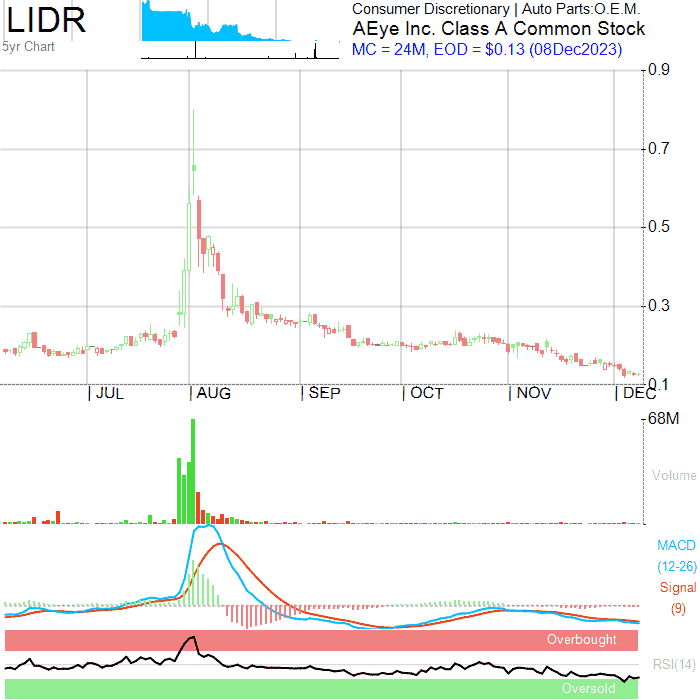 LIDR
5yr Chart
Consumer Discretionary | Auto Parts:O.E.M.
AEye Inc. Class A Common Stock
MC = 24M, EOD = $0.13 (08Dec2023)
0.9
0.7
0.5
0.3
0.1
JUL AUG SEP OCT NOV DEC
68M
Volume
MACD
(12-26)
Signal
(9)
Overbought
RSI(14)
Oversold